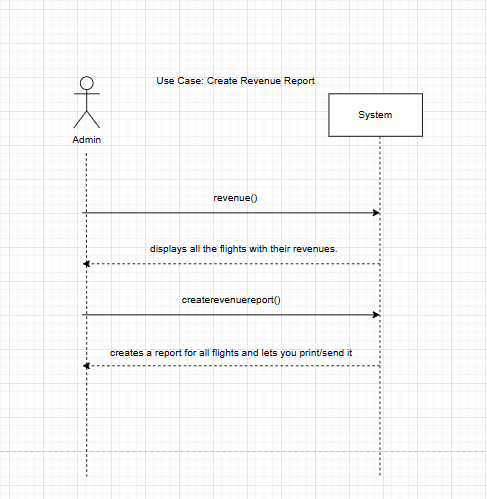 Use Case: Create Revenue Report
System
Admin
revenue()
displays all the flights with their revenues.
createrevenuereport()
creates a report for all flights and lets you print/send it